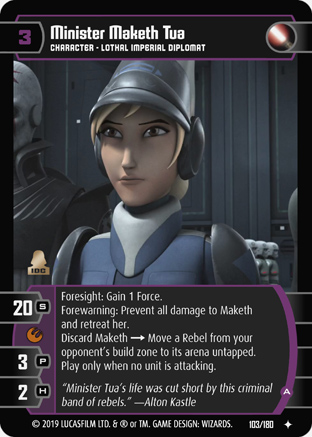 3
Minister Maketh Tua
CHARACTER - LOTHAL IMPERIAL DIPLOMAT
IDC
20 S
Foresight: Gain 1 Force.
Forewarning: Prevent all damage to Maketh
and retreat her.
Discard Maketh → Move a Rebel from your
opponent's build zone to its arena untapped.
Play only when no unit is attacking.
3 P
2 H
“Minister Tua's life was cut short by this criminal
band of rebels.” —Alton Kastle
A
© 2019 LUCASFILM LTD. & ® or TM. GAME DESIGN: WIZARDS.
103/180